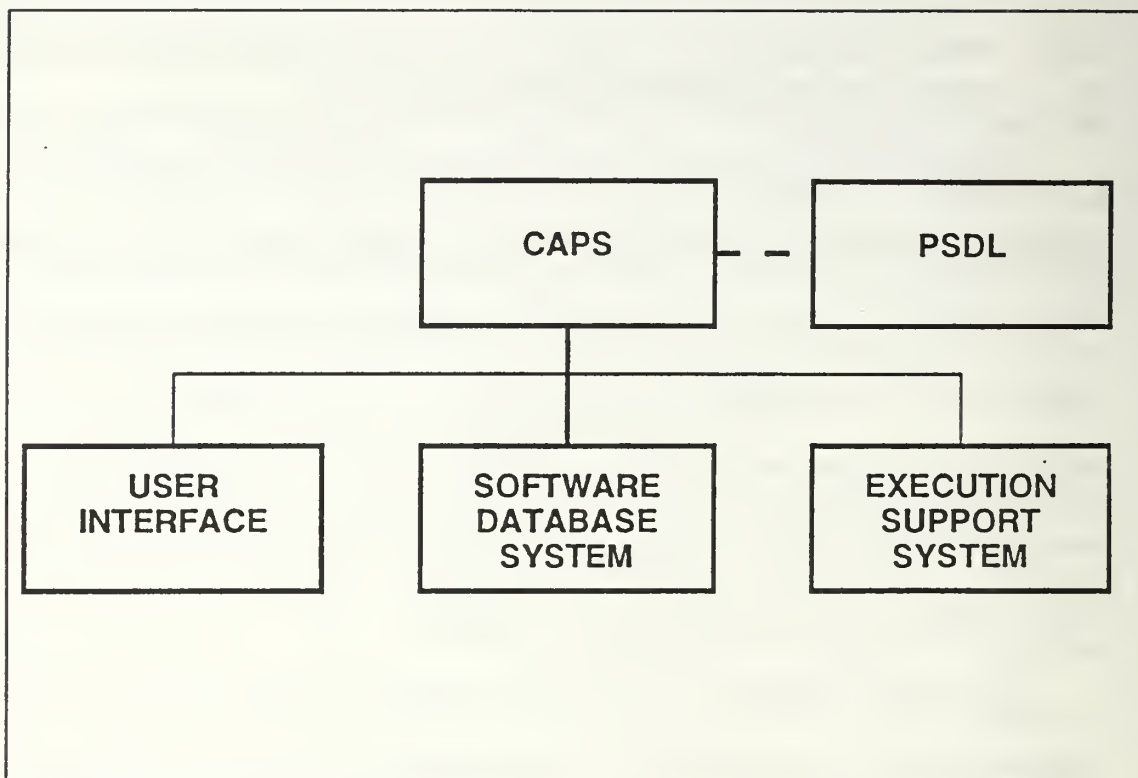 CAPS
PSDL
USER
INTERFACE
SOFTWARE
DATABASE
SYSTEM
EXECUTION
SUPPORT
SYSTEM